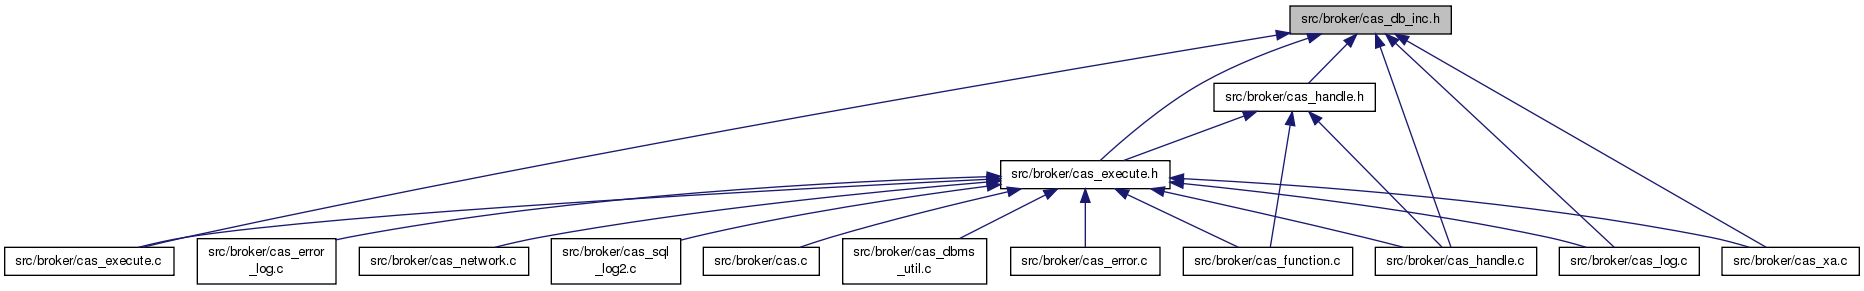 src/broker/cas_db_inc.h
src/broker/cas_handle.h
src/broker/cas_execute.h
src/broker/cas_execute.c
src/broker/cas_error
_log.c
src/broker/cas_network.c
src/broker/cas_sql
_log2.c
src/broker/cas.c
src/broker/cas_dbms
_util.c
src/broker/cas_error.c
src/broker/cas_function.c
src/broker/cas_handle.c
src/broker/cas_log.c
src/broker/cas_xa.c